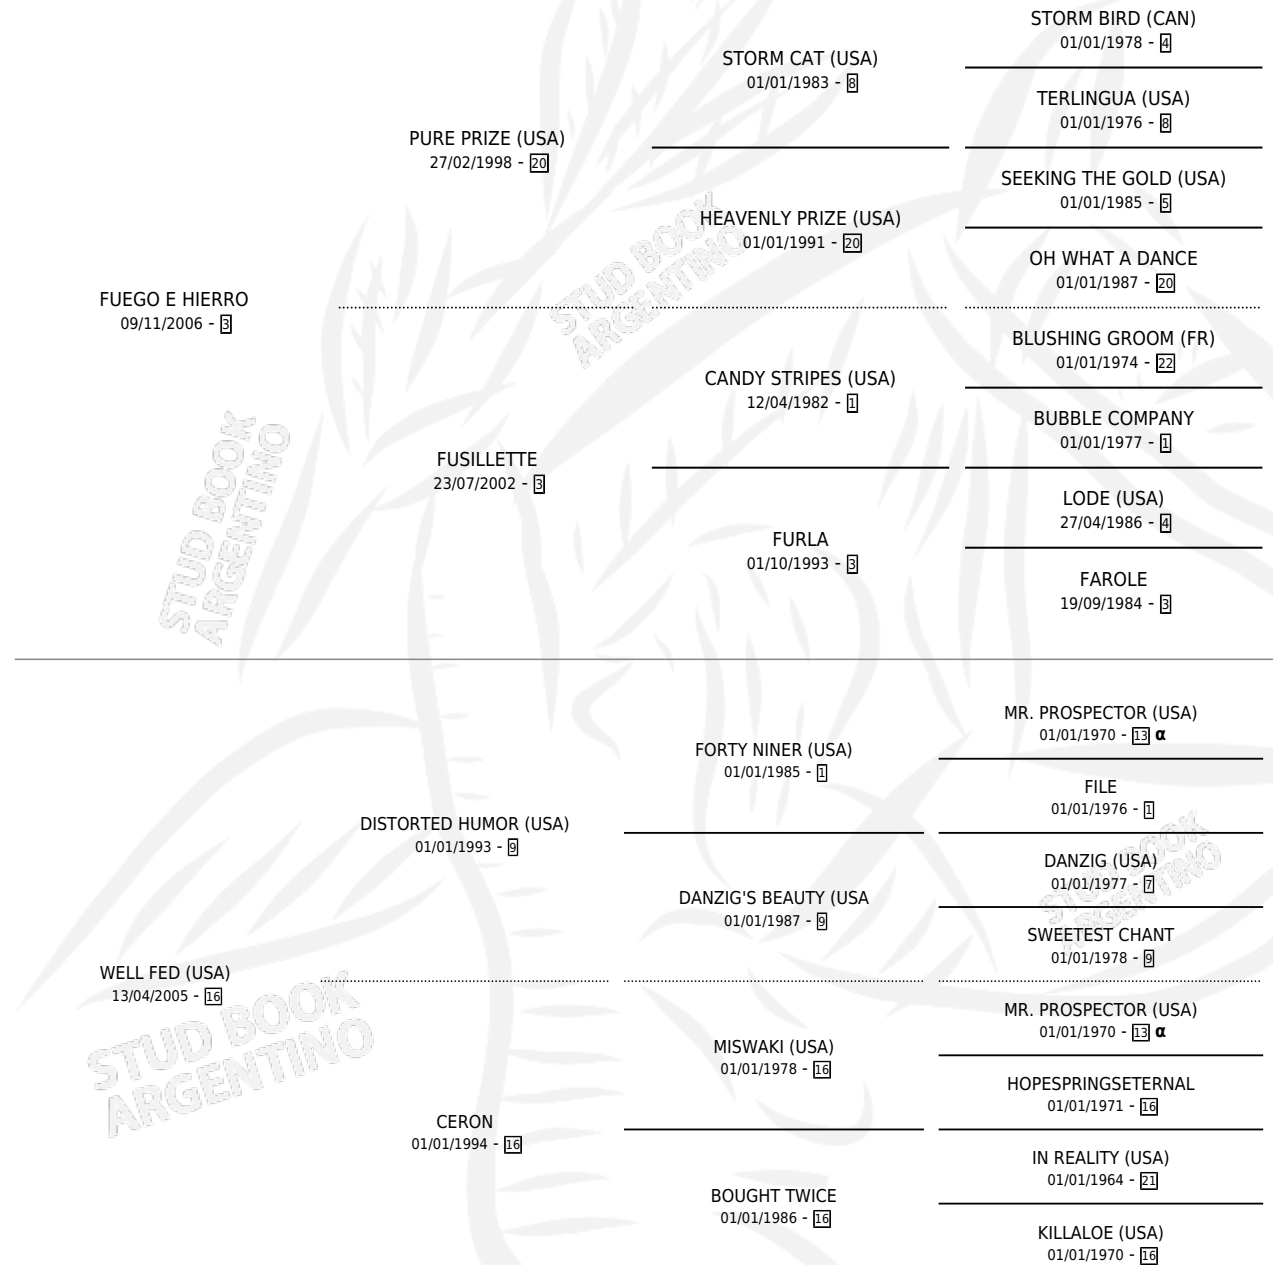 STORM BIRD (CAN)
01/01/1978 - 4
STORM CAT (USA)
01/01/1983 - 8
TERLINGUA (USA)
01/01/1976 - 8
PURE PRIZE (USA)
27/02/1998 - 20
SEEKING THE GOLD (USA)
01/01/1985 - 5
HEAVENLY PRIZE (USA)
01/01/1991 - 20
OH WHAT A DANCE
01/01/1987 - 20
FUEGO E HIERRO
09/11/2006 - 3
BLUSHING GROOM (FR)
01/01/1974 - 22
CANDY STRIPES (USA)
12/04/1982 - 1
BUBBLE COMPANY
01/01/1977 - 1
FUSILLETTE
23/07/2002 - 3
LODE (USA)
27/04/1986 - 4
FURLA
01/10/1993 - 3
FAROLE
19/09/1984 - 3
MR. PROSPECTOR (USA)
01/01/1970 - 13 α
FORTY NINER (USA)
01/01/1985 - 1
FILE
01/01/1976 - 1
DISTORTED HUMOR (USA)
01/01/1993 - 9
DANZIG (USA)
01/01/1977 - 7
DANZIG'S BEAUTY (USA
01/01/1987 - 9
SWEETEST CHANT
01/01/1978 - 9
WELL FED (USA)
13/04/2005 - 16
MR. PROSPECTOR (USA)
01/01/1970 - 13 α
MISWAKI (USA)
01/01/1978 - 16
HOPESPRINGSETERNAL
01/01/1971 - 16
CERON
01/01/1994 - 16
IN REALITY (USA)
01/01/1964 - 21
BOUGHT TWICE
01/01/1986 - 16
KILLALOE (USA)
01/01/1970 - 16
STUD BOOK
ARGENTINO
STUD BOOK
ARGENTINO
STUD BOOK
ARGENTINO
STUD BOOK
ARGENTINO